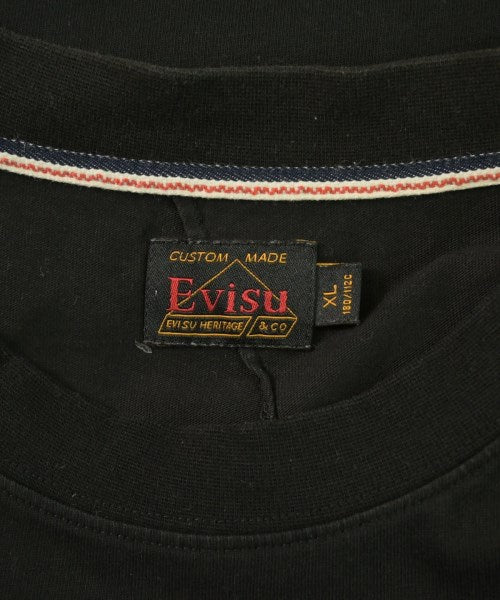 CUSTOM MADE
Evisu
EVISU HERITAGE & CO
XL
180/112C